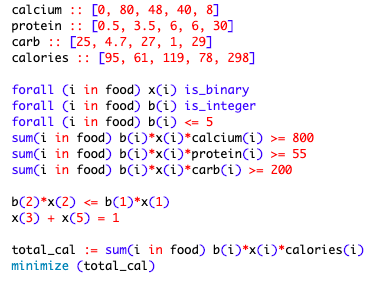 calcium :: [0, 80, 48, 40, 8]
protein :: [0.5, 3.5, 6, 6, 30]
carb :: [25, 4.7, 27, 1, 29]
calories :: [95, 61, 119, 78, 298]
forall (i in food) x(i) is_binary
forall (i in food) b(i) is_integer
forall (i in food) b(i) <= 5
sum(i in food) b(i)*x(i)*calcium(i) >= 800
sum(i in food) b(i)*x(i)*protein(i) >= 55
sum(i in food) b(i)*x(i)*carb(i) >= 200
b(2)*x(2) <= b(1)*x(1)
x(3) + x(5) = 1
total_cal := sum(i in food) b(i)*x(i)*calories(i)
minimize (total_cal)